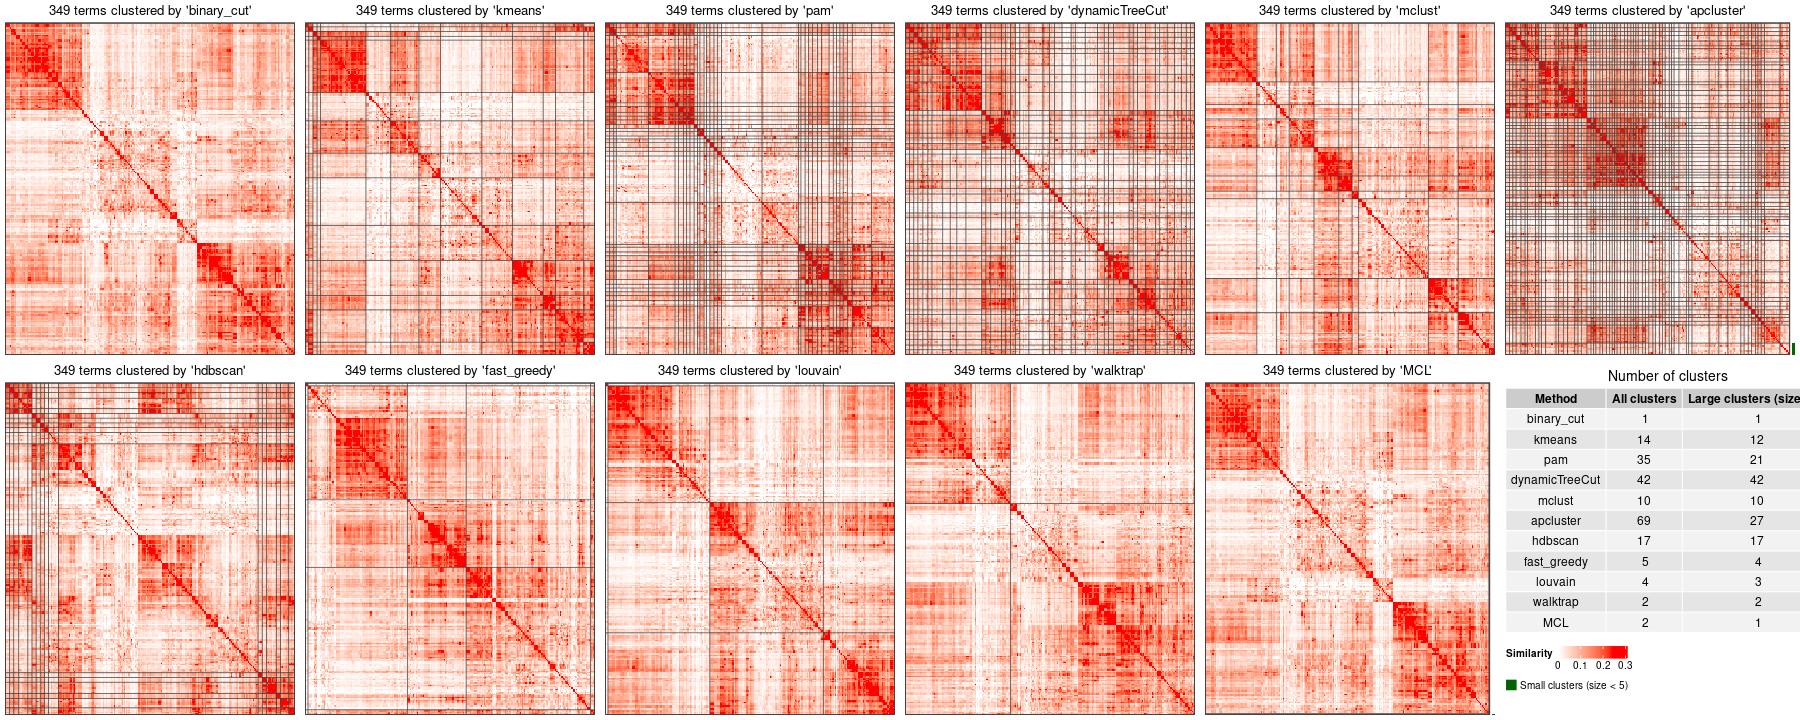 349 terms clustered by 'binary_cut'
349 terms clustered by 'kmeans'
349 terms clustered by 'pam'
349 terms clustered by 'dynamicTreeCut'
349 terms clustered by 'mclust'
349 terms clustered by 'apcluster'
349 terms clustered by 'hdbscan'
349 terms clustered by 'fast_greedy'
349 terms clustered by 'louvain'
349 terms clustered by 'walktrap'
349 terms clustered by 'MCL'
Number of clusters
Method All clusters Large clusters (size
binary_cut 1 1
kmeans 14 12
pam 35 21
dynamicTreeCut 42 42
mclust 10 10
apcluster 69 27
hdbscan 17 17
fast_greedy 5 4
louvain 4 3
walktrap 2 2
MCL 2 1
Similarity
0 0.1 0.2 0.3
Small clusters (size < 5)